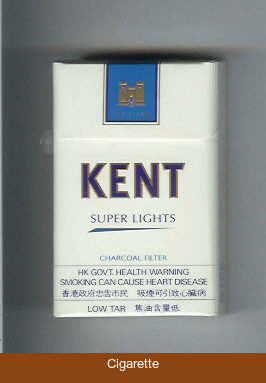 KENT
SUPER LIGHTS
CHARCOAL FILTER
HK GOVT. HEALTH WARNING
SMOKING CAN CAUSE HEART DISEASE
香港政府忠告市民 吸煙可引致心臟病
LOW TAR 焦油含量低
Cigarette